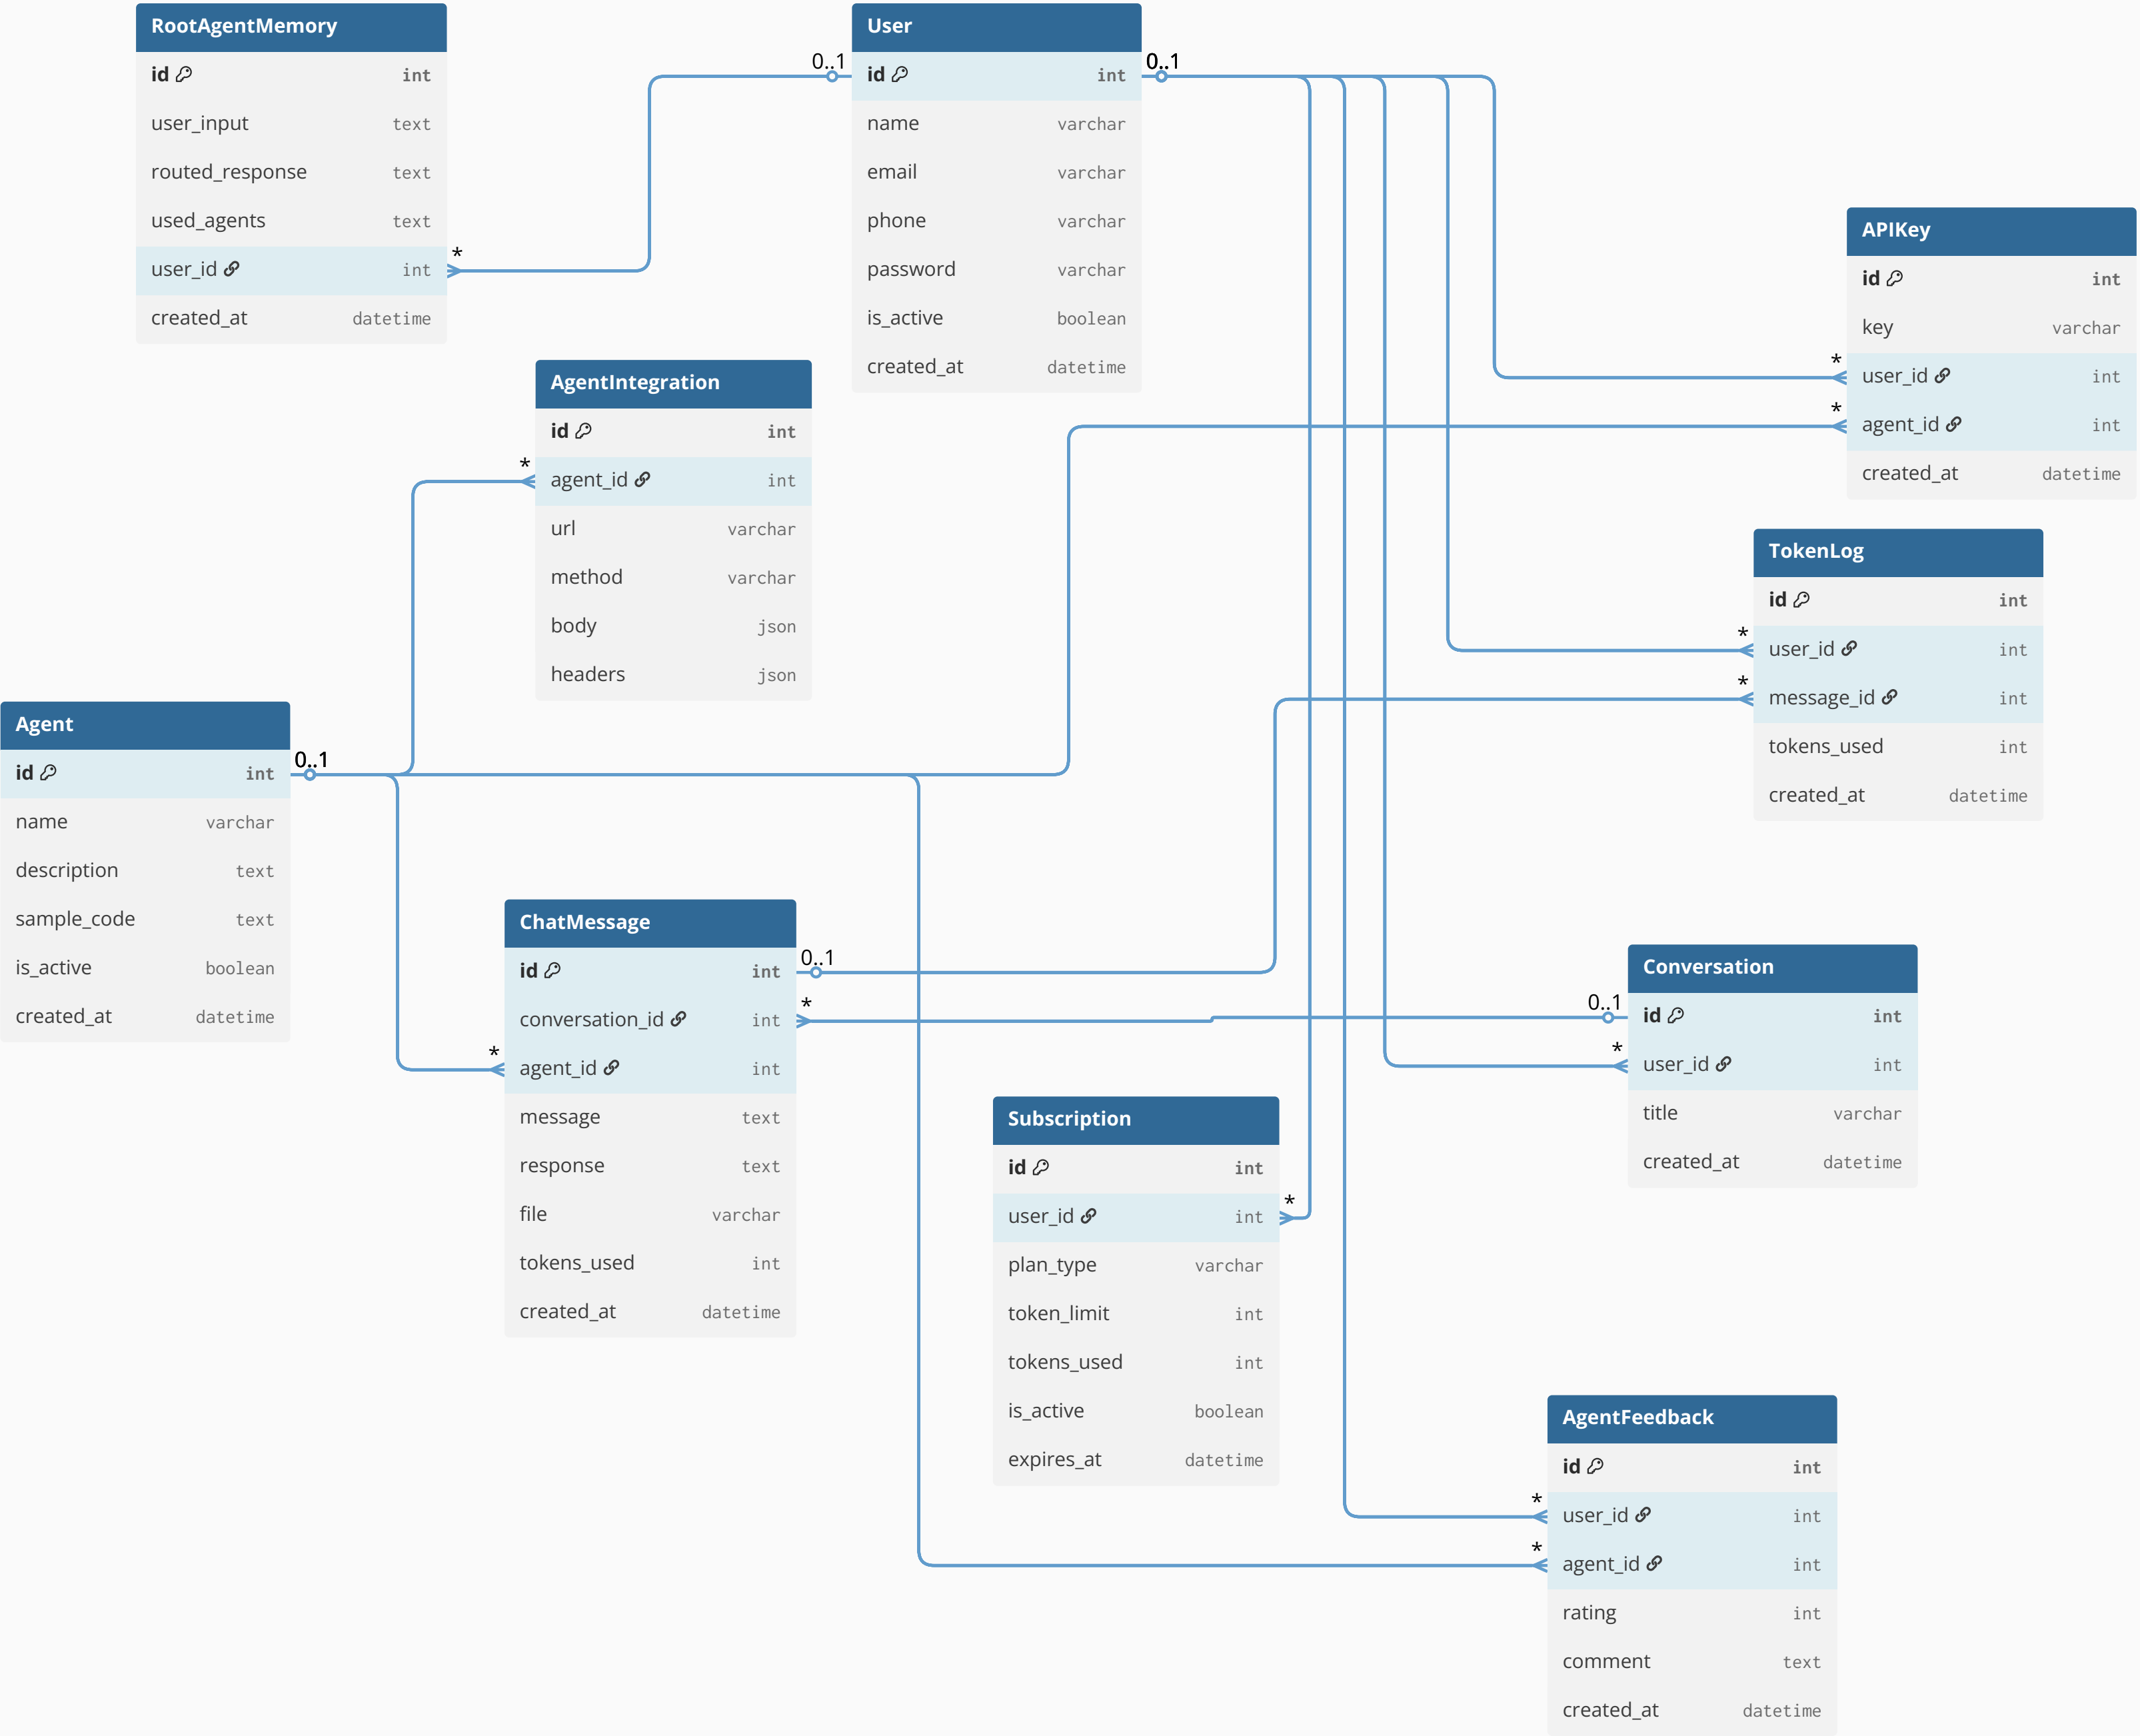 RootAgentMemory
id int
user_input text
routed_response text
used_agents text
user_id int
created_at datetime
*
0..1
User
id int
name varchar
email varchar
phone varchar
password varchar
is_active boolean
created_at datetime
0..1
APIKey
id int
key varchar
* user_id int
* agent_id int
created_at datetime
AgentIntegration
id int
* agent_id int
url varchar
method varchar
body json
headers json
TokenLog
id int
* user_id int
* message_id int
tokens_used int
created_at datetime
Agent
id int
0..1
name varchar
description text
sample_code text
is_active boolean
created_at datetime
ChatMessage
id int
0..1
conversation_id int
*
* agent_id int
message text
response text
file varchar
tokens_used int
created_at datetime
Conversation
0..1
id int
* user_id int
title varchar
created_at datetime
Subscription
id int
user_id int
*
plan_type varchar
token_limit int
tokens_used int
is_active boolean
expires_at datetime
AgentFeedback
id int
* user_id int
* agent_id int
rating int
comment text
created_at datetime